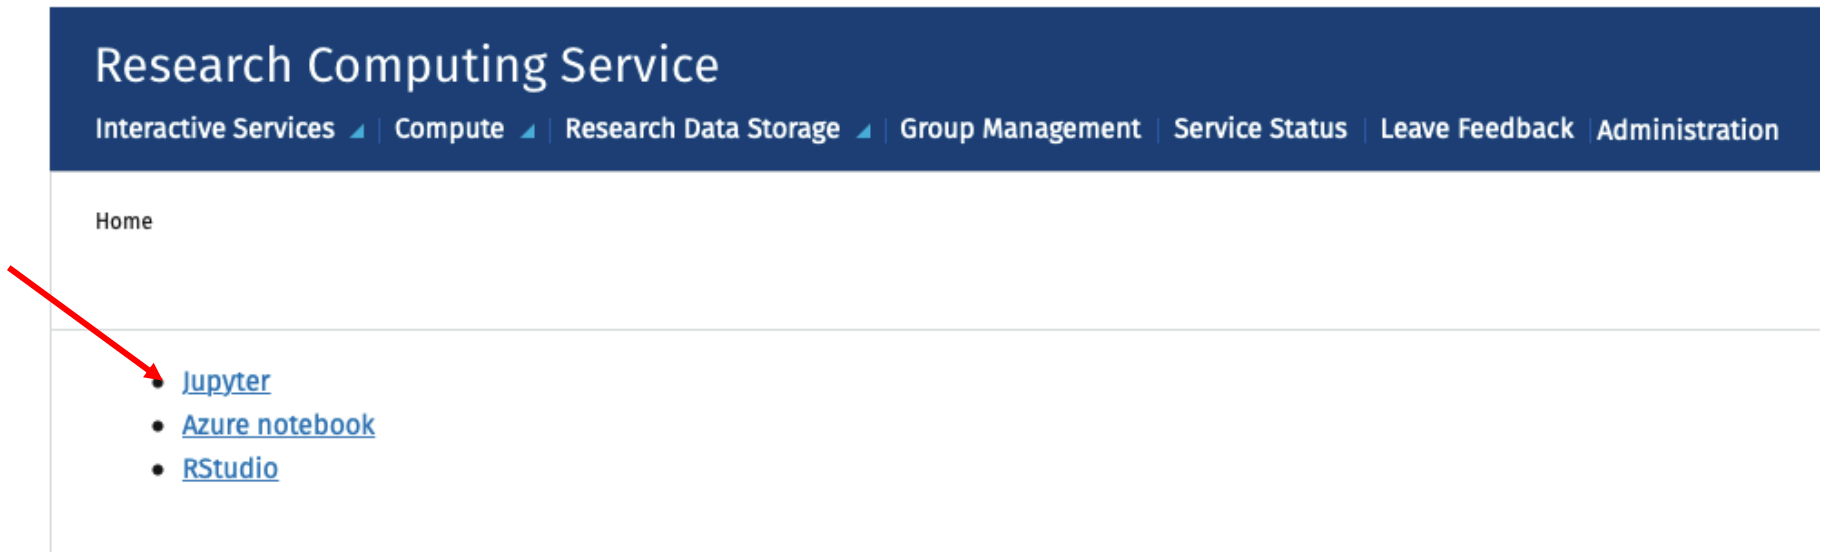 Research Computing Service
Interactive Services Compute Research Data Storage Group Management Service Status Leave Feedback Administration
Home
Jupyter
Azure notebook
RStudio